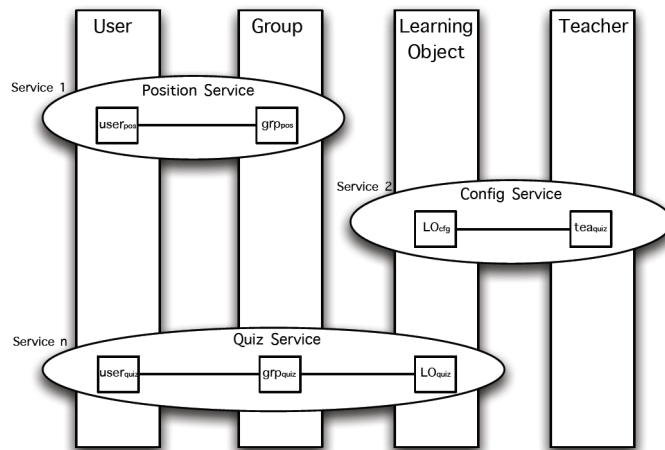 User
Group
Learning
Object
Teacher
Service 1
Position Service
userpos
grppos
Service 2
Config Service
LOcfg
teaquiz
Service n
Quiz Service
userquiz
grpquiz
LOquiz